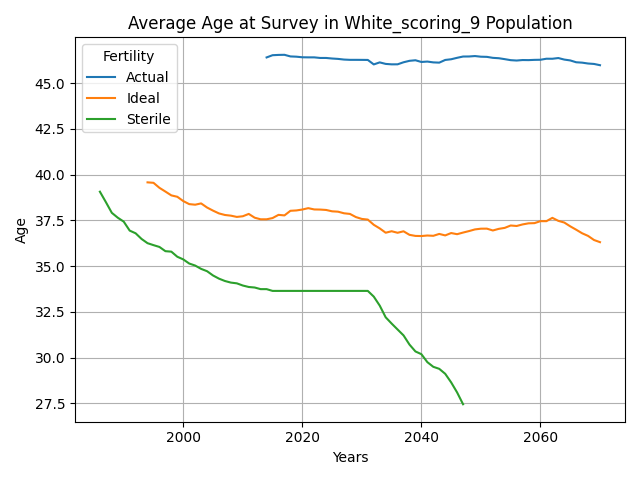 Average Age at Survey in White_scoring_9 Population
Fertility
Actual
Ideal
Sterile
45.0
42.5
40.0
37.5
35.0
32.5
30.0
27.5
Age
2000
2020
2040
2060
Years